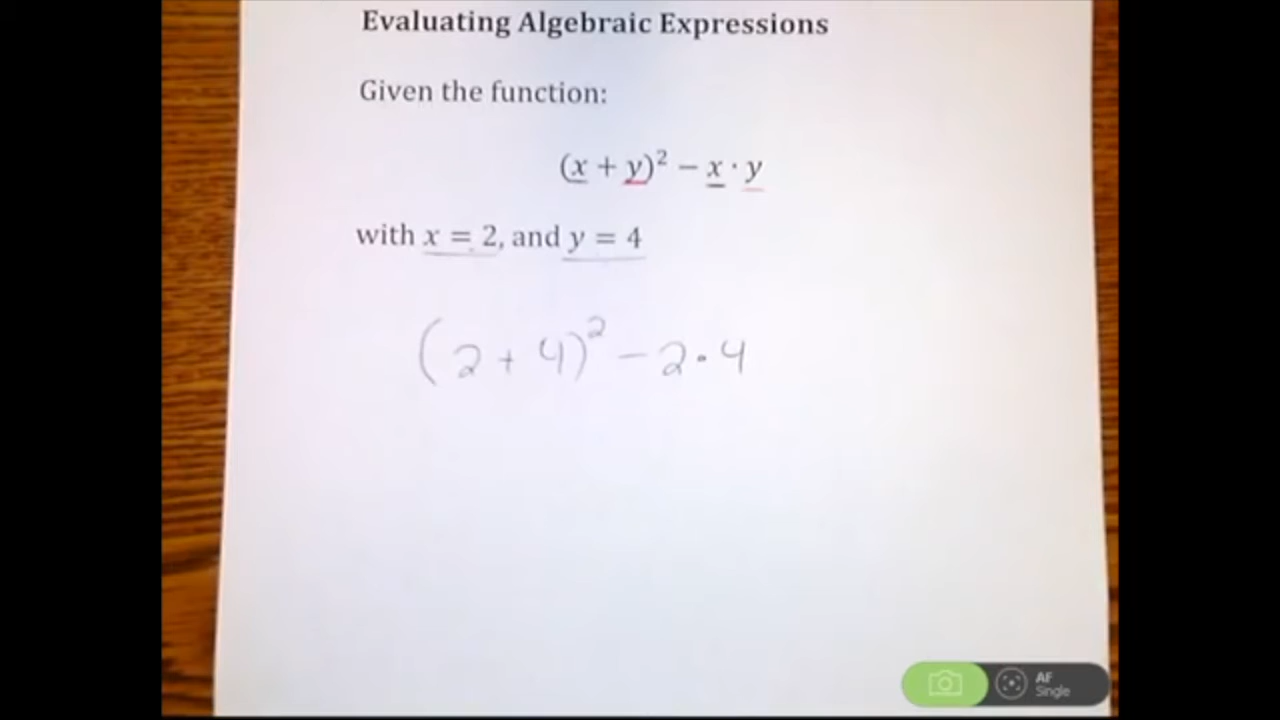 Evaluating Algebraic Expressions
Given the function:
(x + y)² − x · y
with x = 2, and y = 4
(2 + 4)² − 2 · 4
AF
Single